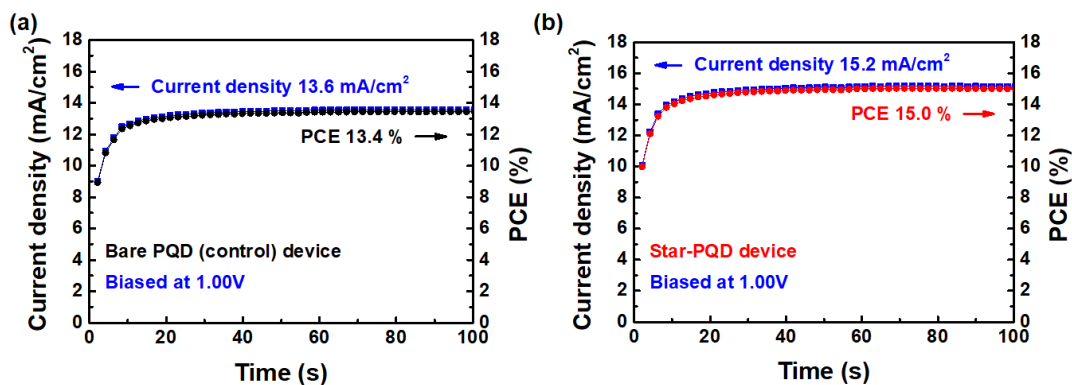 (a)
18
16
14
12
10
8
6
4
2
0
Current density (mA/cm²)
Current density 13.6 mA/cm²
PCE 13.4 %
Bare PQD (control) device
Biased at 1.00V
18
16
14
12
10
8
6
4
2
0
PCE (%)
0 20 40 60 80 100
Time (s)
(b)
18
16
14
12
10
8
6
4
2
0
Current density (mA/cm²)
Current density 15.2 mA/cm²
PCE 15.0 %
Star-PQD device
Biased at 1.00V
18
16
14
12
10
8
6
4
2
0
PCE (%)
0 20 40 60 80 100
Time (s)